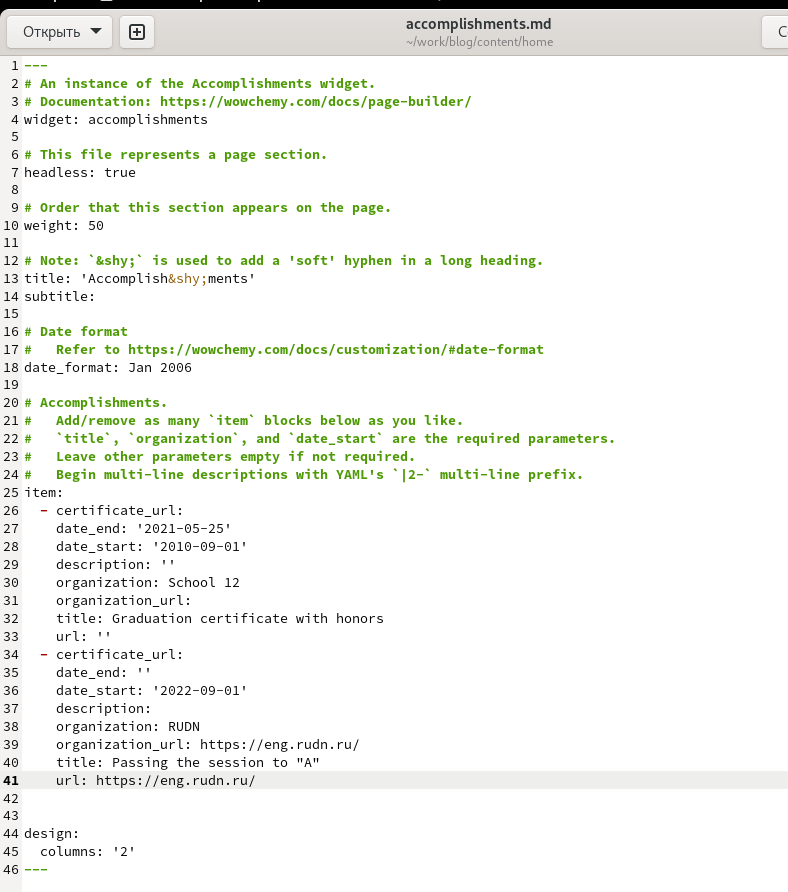 Открыть
accomplishments.md
~/work/blog/content/home
1 ---
2 # An instance of the Accomplishments widget.
3 # Documentation: https://wowchemy.com/docs/page-builder/
4 widget: accomplishments
5
6 # This file represents a page section.
7 headless: true
8
9 # Order that this section appears on the page.
10 weight: 50
11
12 # Note: `&shy;` is used to add a 'soft' hyphen in a long heading.
13 title: 'Accomplish&shy;ments'
14 subtitle:
15
16 # Date format
17 #   Refer to https://wowchemy.com/docs/customization/#date-format
18 date_format: Jan 2006
19
20 # Accomplishments.
21 #   Add/remove as many `item` blocks below as you like.
22 #   `title`, `organization`, and `date_start` are the required parameters.
23 #   Leave other parameters empty if not required.
24 #   Begin multi-line descriptions with YAML's `|2-` multi-line prefix.
25 item:
26   - certificate_url:
27     date_end: '2021-05-25'
28     date_start: '2010-09-01'
29     description: ''
30     organization: School 12
31     organization_url:
32     title: Graduation certificate with honors
33     url: ''
34   - certificate_url:
35     date_end: ''
36     date_start: '2022-09-01'
37     description:
38     organization: RUDN
39     organization_url: https://eng.rudn.ru/
40     title: Passing the session to "A"
41     url: https://eng.rudn.ru/
42
43
44 design:
45   columns: '2'
46 ---